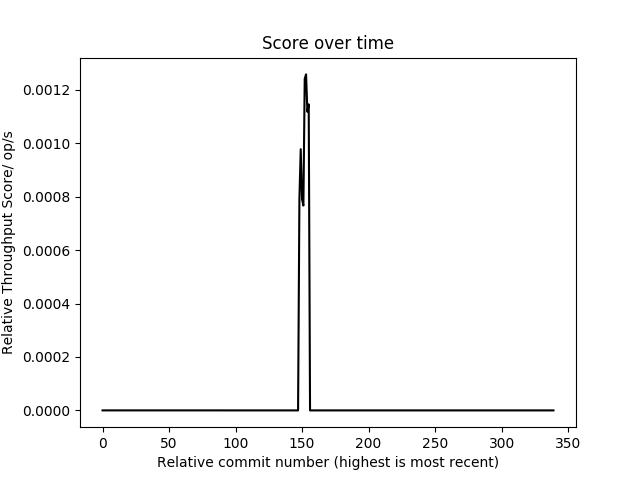 Score over time
Relative Throughput Score/ op/s
0.0012
0.0010
0.0008
0.0006
0.0004
0.0002
0.0000
0 50 100 150 200 250 300 350
Relative commit number (highest is most recent)